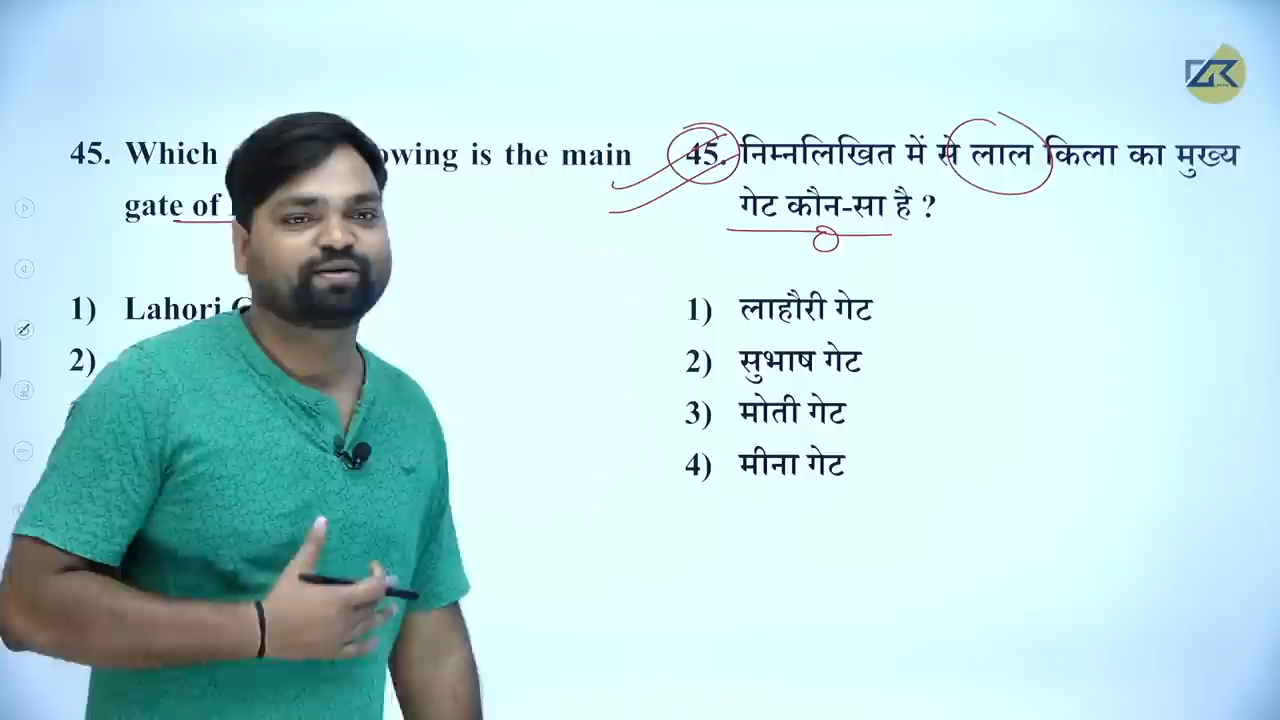 45. Which owing is the main
gate of
1) Lahori
2)
45. निम्नलिखित में से लाल किला का मुख्य
गेट कौन-सा है ?
1) लाहौरी गेट
2) सुभाष गेट
3) मोती गेट
4) मीना गेट